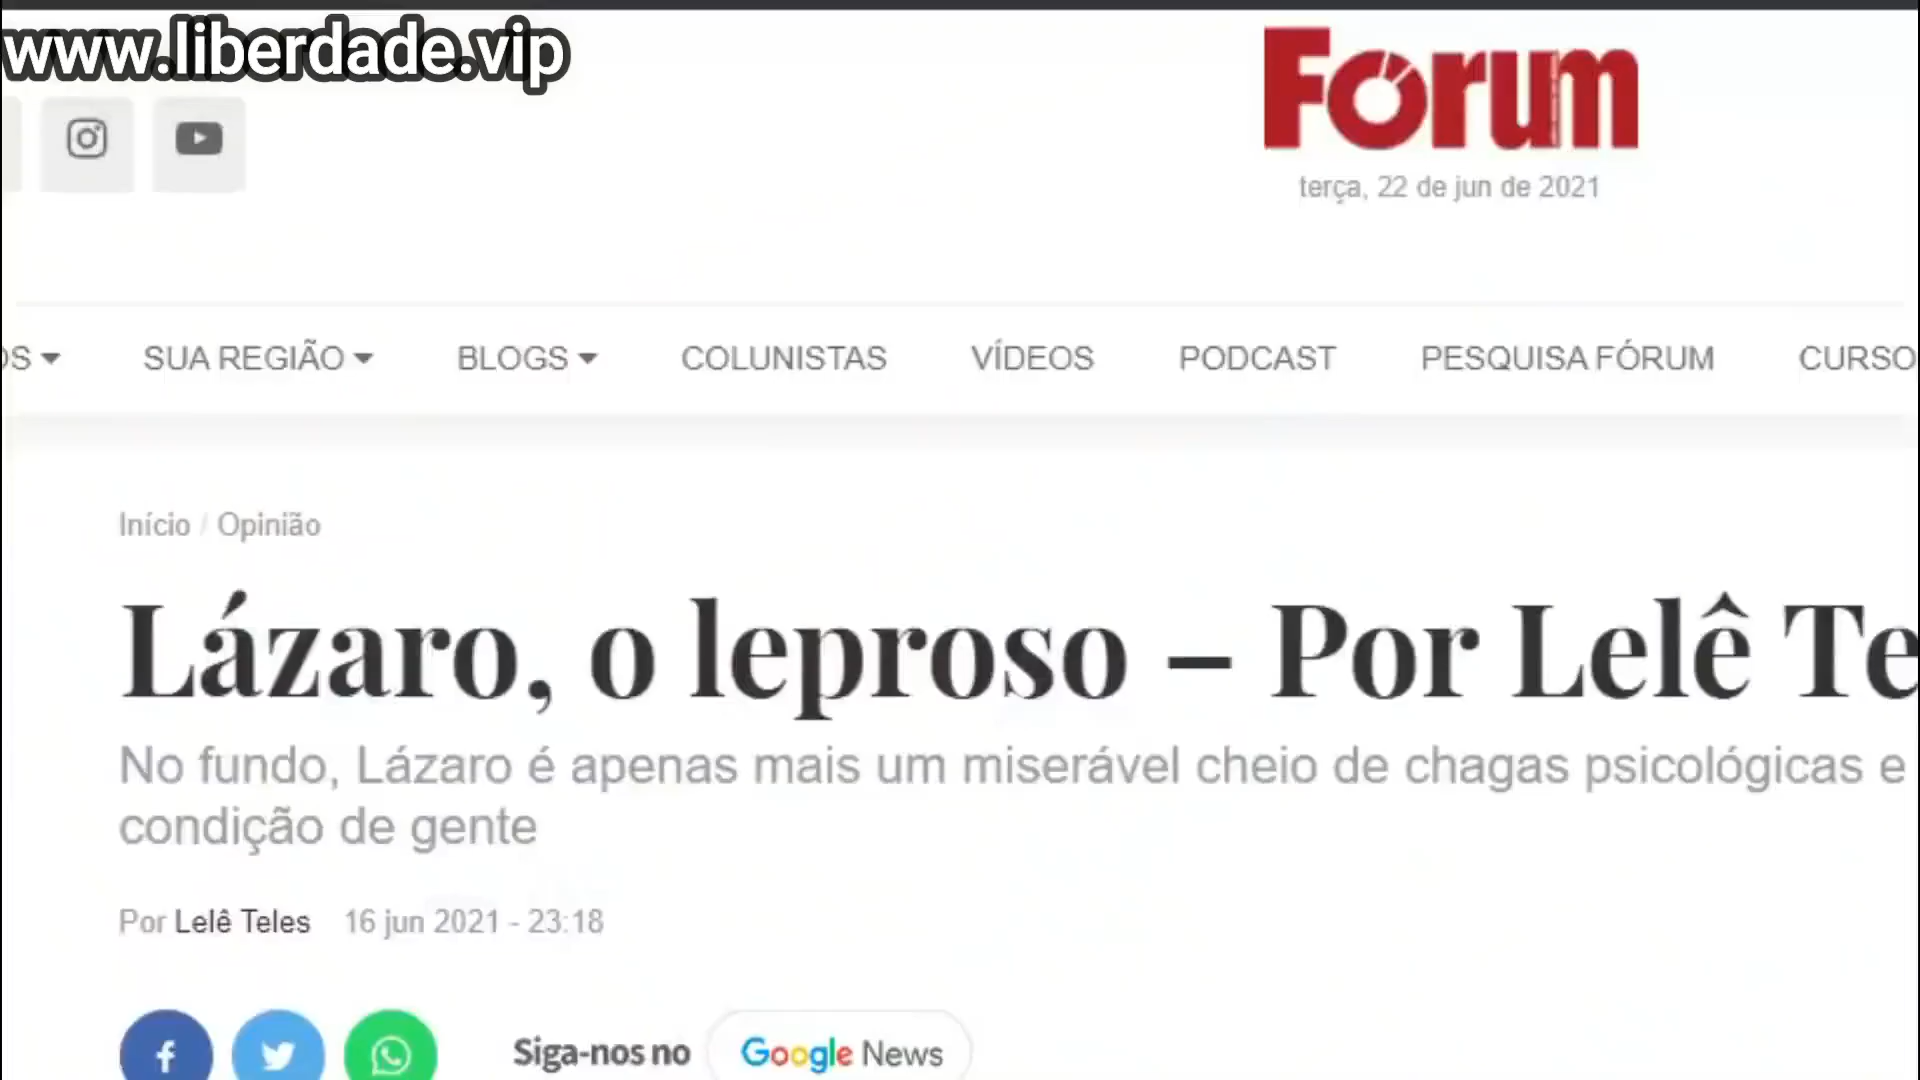 www.liberdade.vip
Fórum
terça, 22 de jun de 2021
OS
SUA REGIÃO
BLOGS
COLUNISTAS
VÍDEOS
PODCAST
PESQUISA FÓRUM
CURSO
Início / Opinião
Lázaro, o leproso – Por Lelê Te
No fundo, Lázaro é apenas mais um miserável cheio de chagas psicológicas e
condição de gente
Por Lelê Teles 16 jun 2021 - 23:18
Siga-nos no Google News